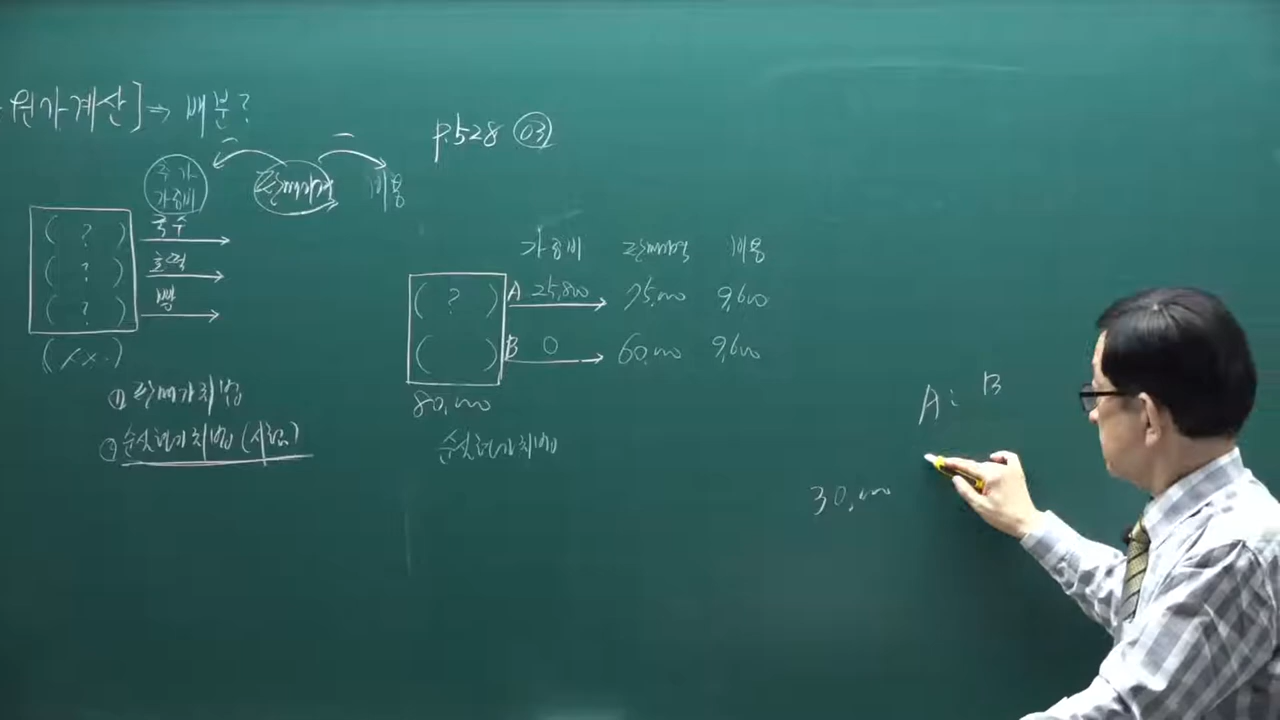 원가계산] ⇒ 배분?
추가 가공비
판매가격
비용
( ? ) 국수
( ? ) 호떡
( ? ) 빵
(xx.)
① 판매가치법
② 순실현가치법 (시험)
P.528 03
가공비 판매가격 비용
( ? ) A 25,800 75,000 9,600
( ) B 0 60,000 9,600
80,000
순실현가치법
A : B
30,000